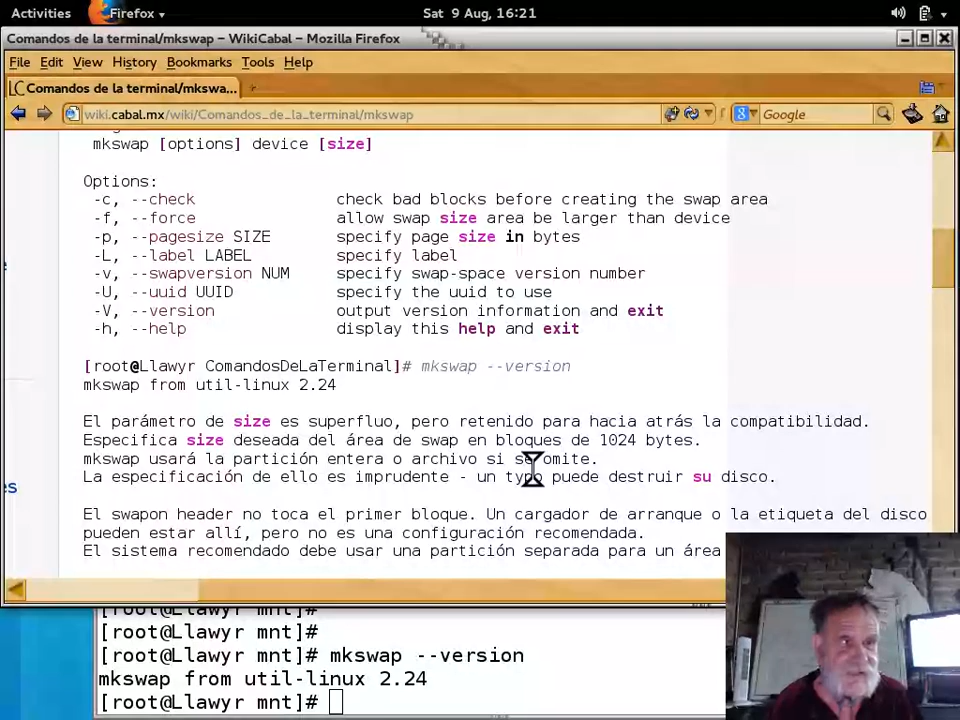 Activities Firefox Sat 9 Aug, 16:21
Comandos de la terminal/mkswap – WikiCabal – Mozilla Firefox
File Edit View History Bookmarks Tools Help
Comandos de la terminal/mkswa...
wiki.cabal.mx/wiki/Comandos_de_la_terminal/mkswap Google
mkswap [options] device [size]
Options:
-c, --check check bad blocks before creating the swap area
-f, --force allow swap size area be larger than device
-p, --pagesize SIZE specify page size in bytes
-L, --label LABEL specify label
-v, --swapversion NUM specify swap-space version number
-U, --uuid UUID specify the uuid to use
-V, --version output version information and exit
-h, --help display this help and exit
[root@Llawyr ComandosDeLaTerminal]# mkswap --version
mkswap from util-linux 2.24
El parámetro de size es superfluo, pero retenido para hacia atrás la compatibilidad.
Especifica size deseada del área de swap en bloques de 1024 bytes.
mkswap usará la partición entera o archivo si se omite.
La especificación de ello es imprudente - un typo puede destruir su disco.
El swapon header no toca el primer bloque. Un cargador de arranque o la etiqueta del disco
pueden estar allí, pero no es una configuración recomendada.
El sistema recomendado debe usar una partición separada para un área
[root@Llawyr mnt]#
[root@Llawyr mnt]#
[root@Llawyr mnt]# mkswap --version
mkswap from util-linux 2.24
[root@Llawyr mnt]#